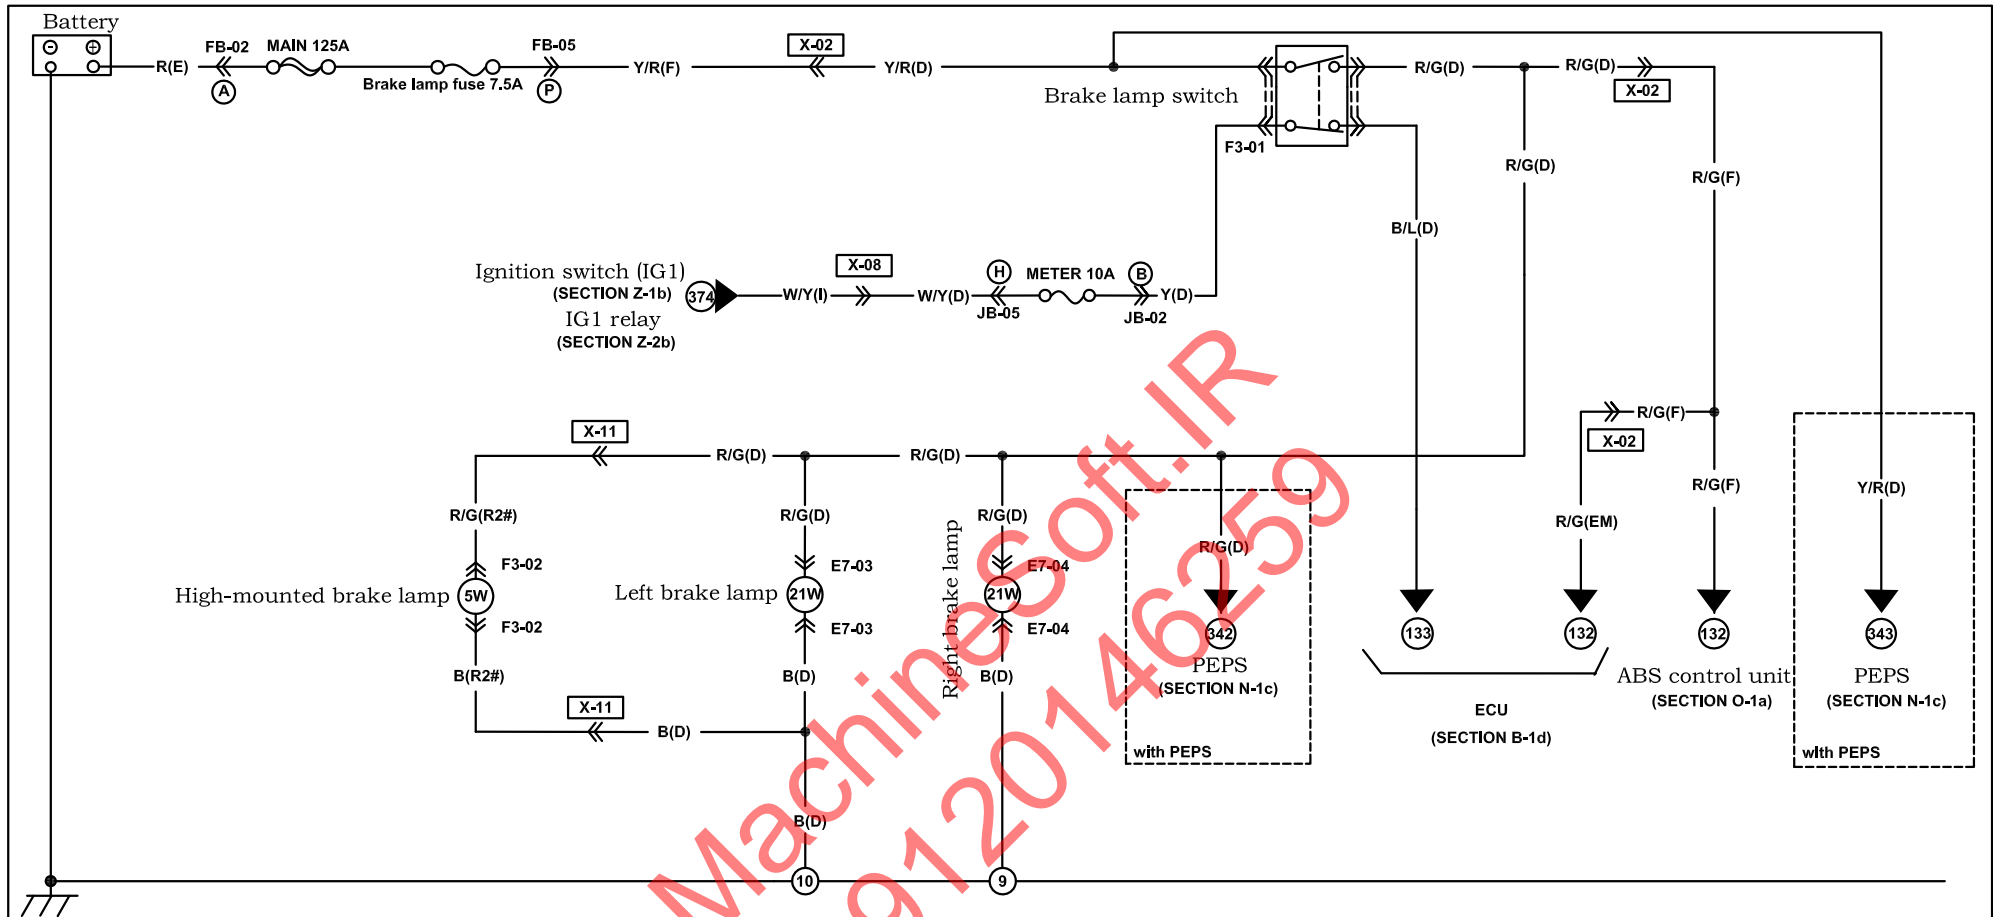 Battery
FB-02
MAIN 125A
FB-05
X-02
R(E)
Brake lamp fuse 7.5A
Y/R(F)
Y/R(D)
R/G(D)
R/G(D)
A
P
X-02
Brake lamp switch
F3-01
R/G(D)
R/G(F)
B/L(D)
Ignition switch (IG1)
(SECTION Z-1b)
374
IG1 relay
(SECTION Z-2b)
W/Y(I)
X-08
W/Y(D)
H
JB-05
METER 10A
B
JB-02
Y(D)
X-11
R/G(D)
R/G(D)
R/G(F)
X-02
R/G(R2#)
R/G(D)
R/G(D)
R/G(D)
R/G(EM)
R/G(F)
Y/R(D)
F3-02
E7-03
E7-04
High-mounted brake lamp
5W
Left brake lamp
21W
Right brake lamp
21W
F3-02
E7-03
E7-04
342
133
132
132
343
B(R2#)
B(D)
B(D)
PEPS
(SECTION N-1c)
ABS control unit
(SECTION O-1a)
PEPS
(SECTION N-1c)
X-11
B(D)
ECU
(SECTION B-1d)
with PEPS
with PEPS
B(D)
10
9
MachineSoft.IR
9120146259